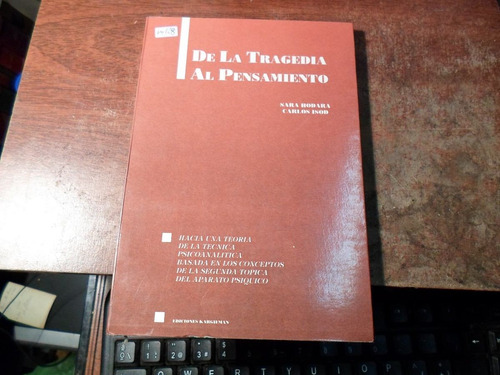 DE LA TRAGEDIA
AL PENSAMIENTO
SARA HODARA
CARLOS ISOD
HACIA UNA TEORIA
DE LA TECNICA
PSICOANALITICA
BASADA EN LOS CONCEPTOS
DE LA SEGUNDA TOPICA
DEL APARATO PSIQUICO
EDICIONES KARGIEMAN